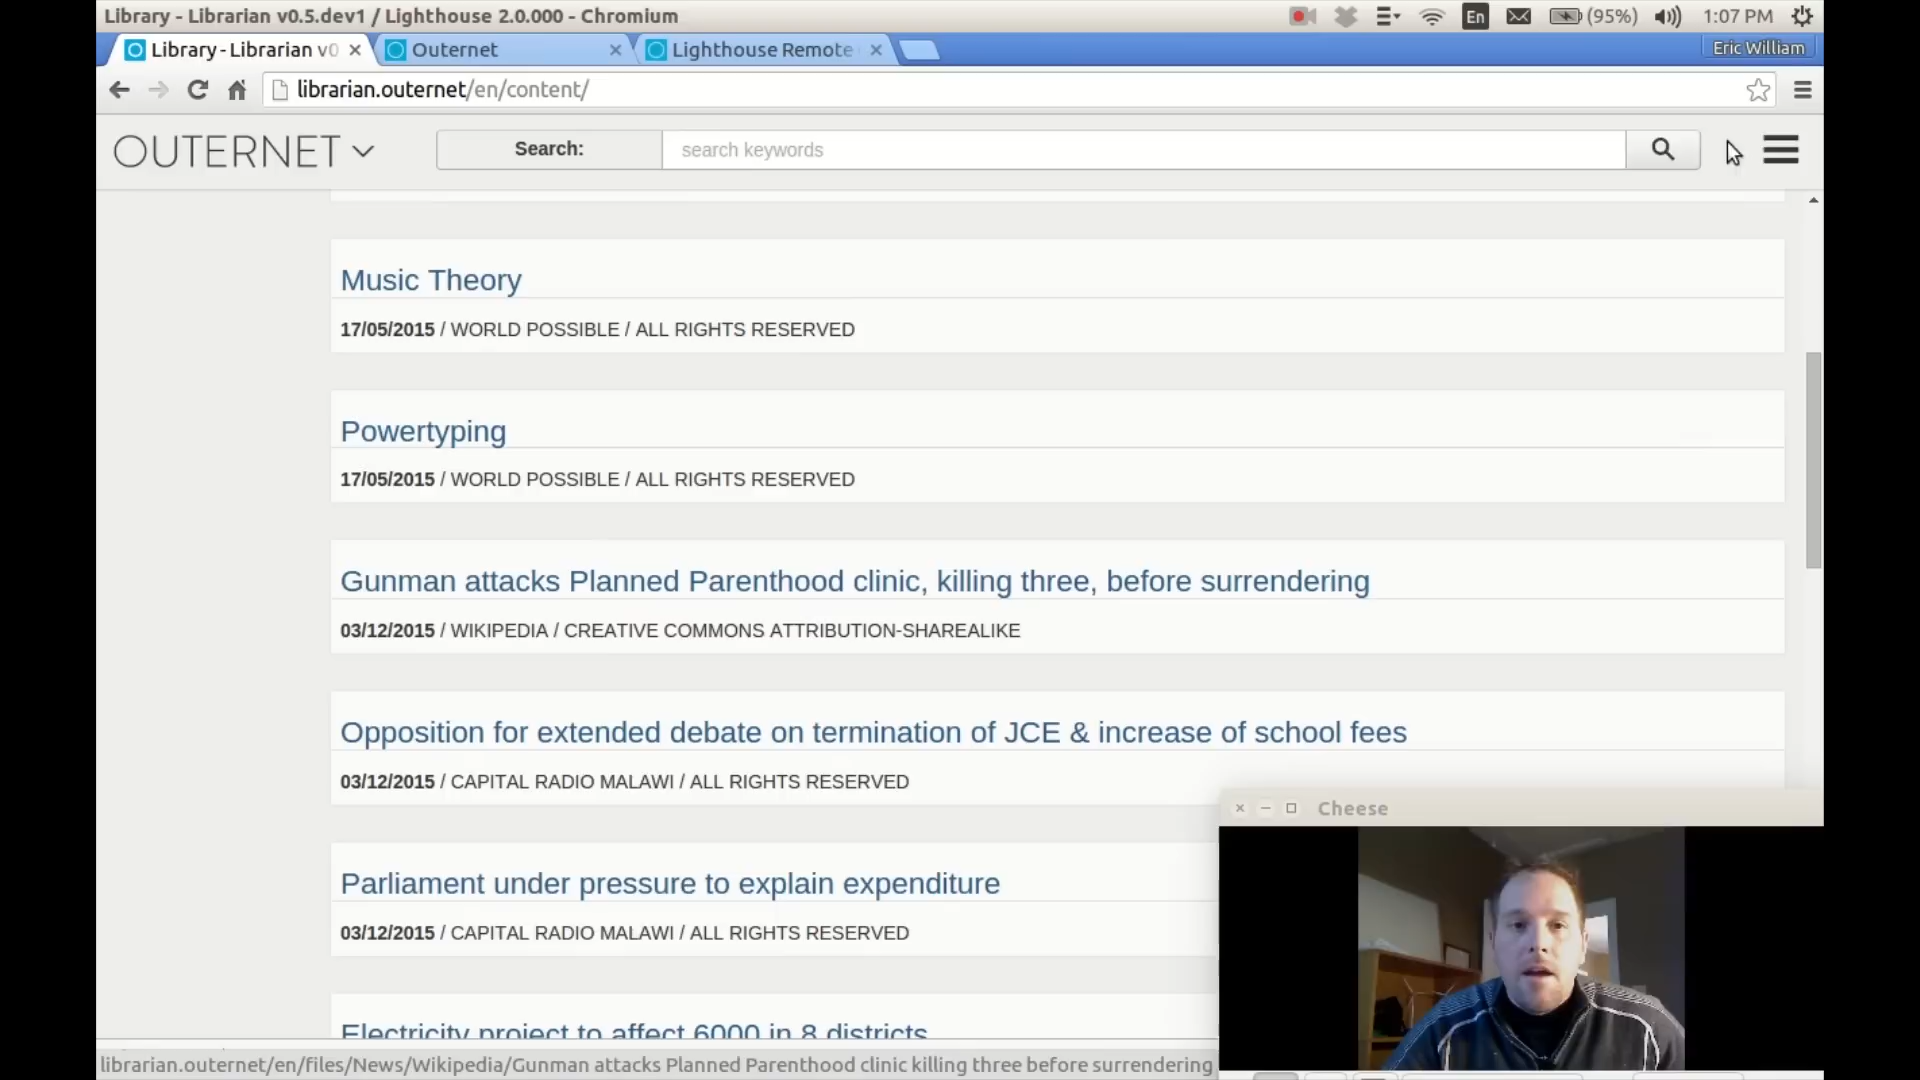 Library - Librarian v0.5.dev1 / Lighthouse 2.0.000 - Chromium
En (95%) 1:07 PM
Library - Librarian v0 Outernet Lighthouse Remote Eric William
librarian.outernet/en/content/
OUTERNET Search: search keywords
Music Theory
17/05/2015 / WORLD POSSIBLE / ALL RIGHTS RESERVED
Powertyping
17/05/2015 / WORLD POSSIBLE / ALL RIGHTS RESERVED
Gunman attacks Planned Parenthood clinic, killing three, before surrendering
03/12/2015 / WIKIPEDIA / CREATIVE COMMONS ATTRIBUTION-SHAREALIKE
Opposition for extended debate on termination of JCE & increase of school fees
03/12/2015 / CAPITAL RADIO MALAWI / ALL RIGHTS RESERVED
Cheese
Parliament under pressure to explain expenditure
03/12/2015 / CAPITAL RADIO MALAWI / ALL RIGHTS RESERVED
Electricity project to affect 6000 in 8 districts
librarian.outernet/en/files/News/Wikipedia/Gunman attacks Planned Parenthood clinic killing three before surrendering